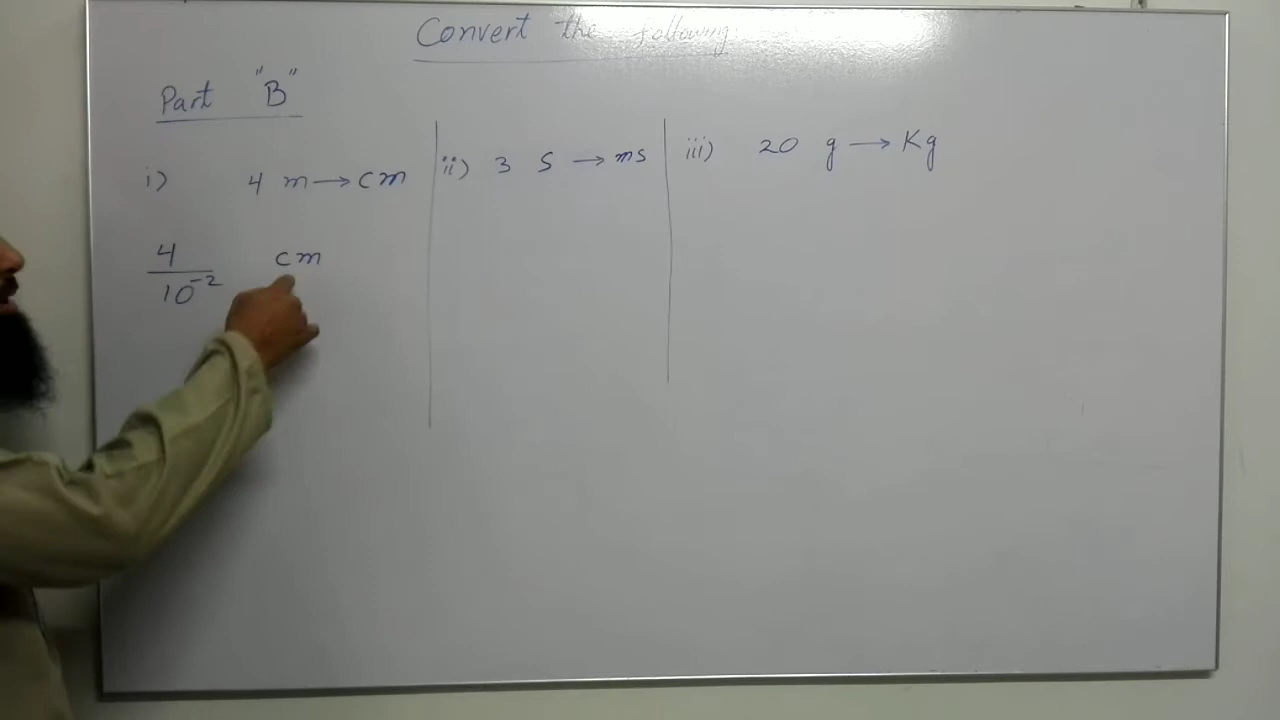 Convert the following
Part "B"
i) 4 m → cm
4 / 10⁻² cm
ii) 3 S → ms
iii) 20 g → Kg